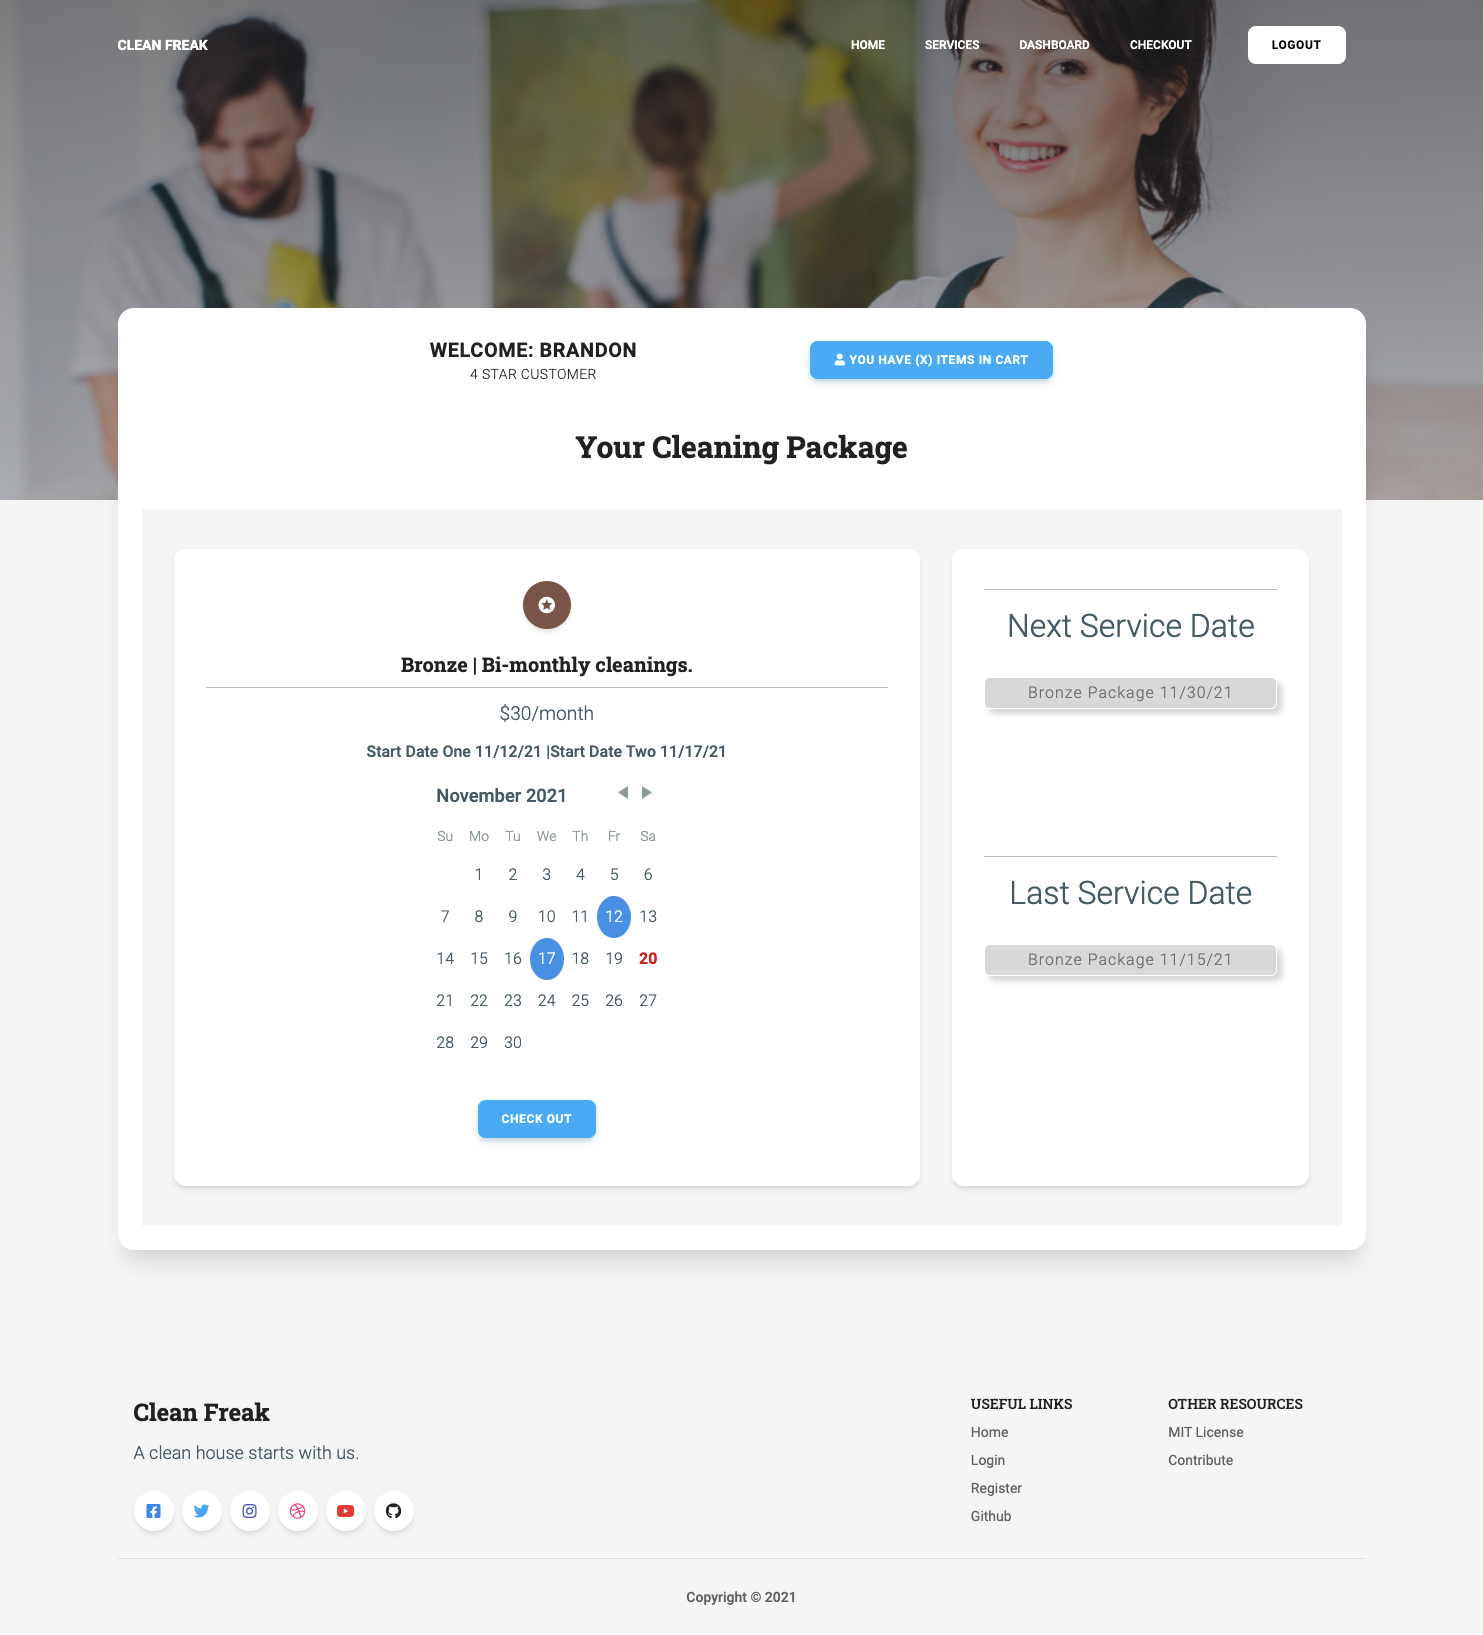 CLEAN FREAK
HOME SERVICES DASHBOARD CHECKOUT LOGOUT
WELCOME: BRANDON
4 STAR CUSTOMER
YOU HAVE (X) ITEMS IN CART
Your Cleaning Package
Bronze | Bi-monthly cleanings.
$30/month
Start Date One 11/12/21 |Start Date Two 11/17/21
November 2021
Su Mo Tu We Th Fr Sa
1 2 3 4 5 6
7 8 9 10 11 12 13
14 15 16 17 18 19 20
21 22 23 24 25 26 27
28 29 30
CHECK OUT
Next Service Date
Bronze Package 11/30/21
Last Service Date
Bronze Package 11/15/21
Clean Freak
A clean house starts with us.
USEFUL LINKS
Home
Login
Register
Github
OTHER RESOURCES
MIT License
Contribute
Copyright © 2021